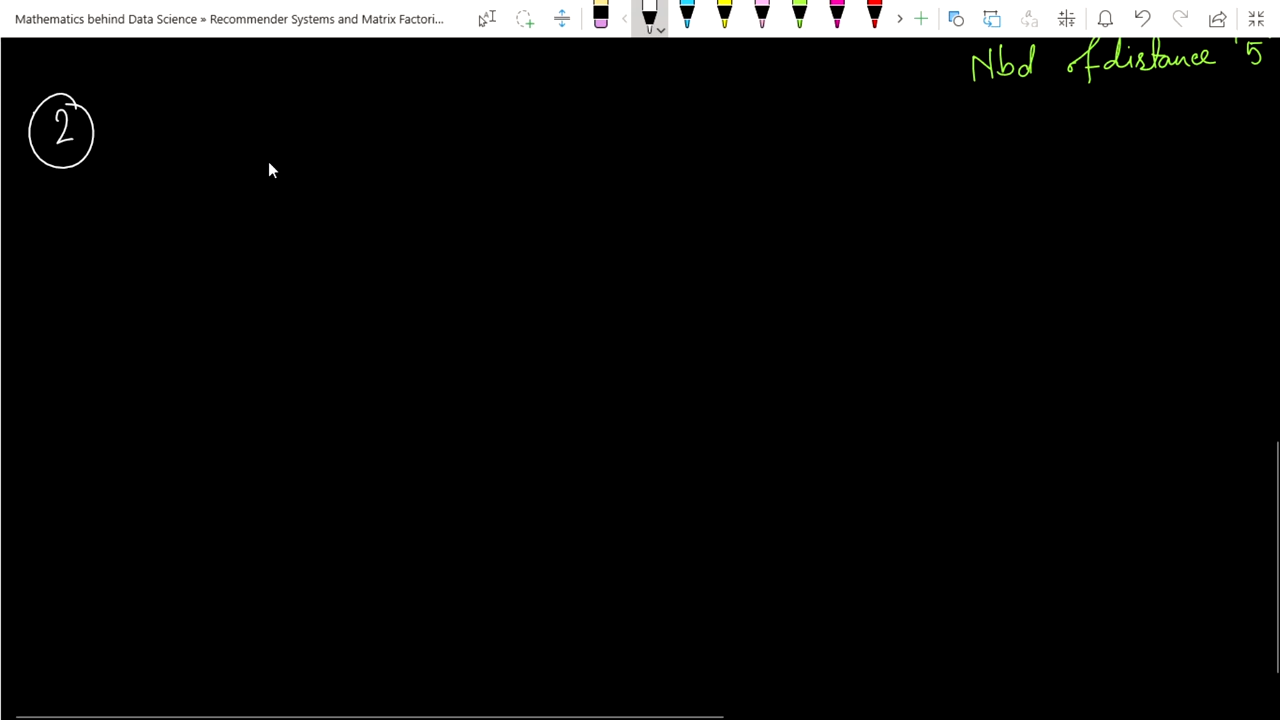 Mathematics behind Data Science » Recommender Systems and Matrix Factori...
Nbd of distance '5
2